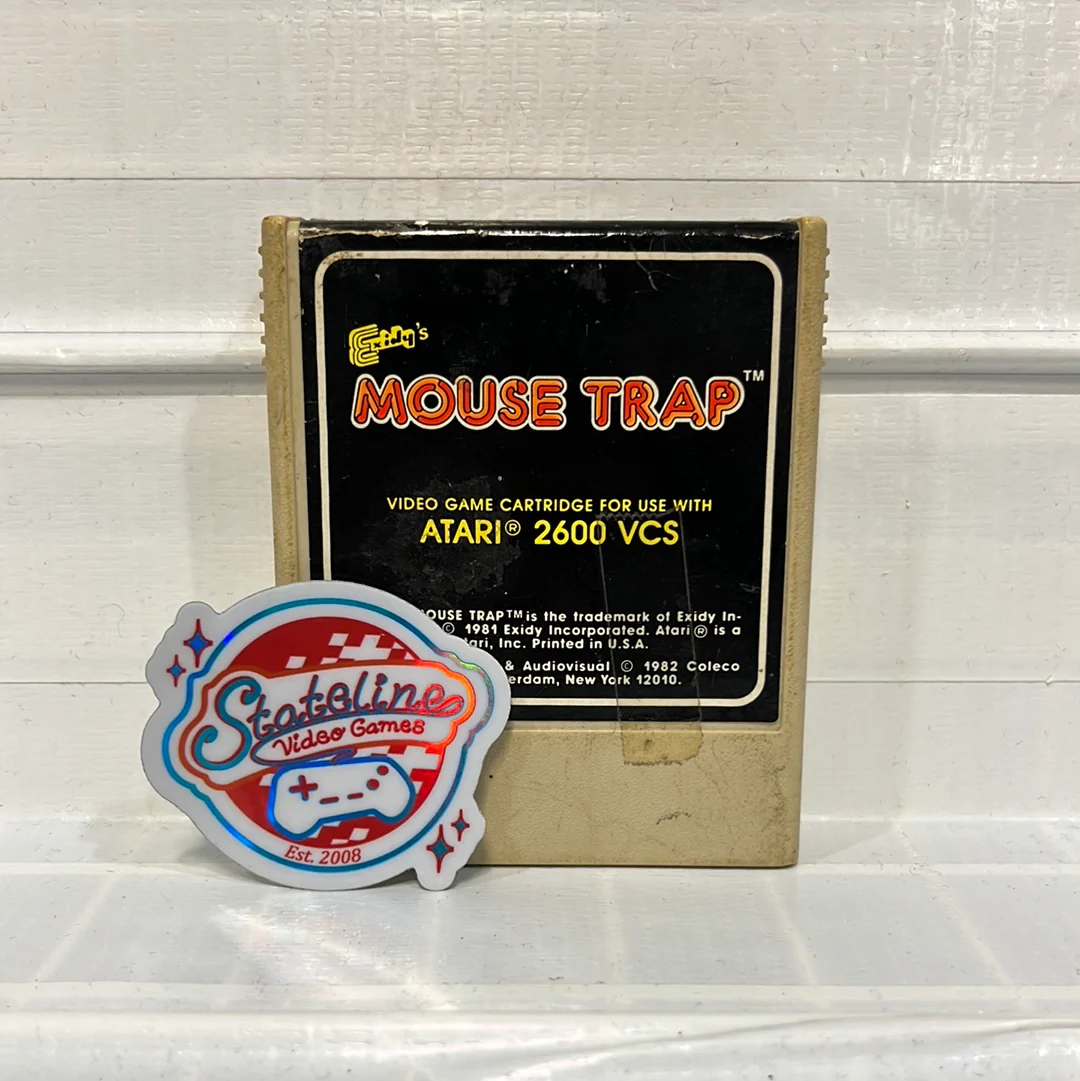 Exidy's
MOUSE TRAP™
VIDEO GAME CARTRIDGE FOR USE WITH
ATARI® 2600 VCS
OUSE TRAP™ is the trademark of Exidy In-
© 1981 Exidy Incorporated. Atari® is a
ari, Inc. Printed in U.S.A.
& Audiovisual © 1982 Coleco
erdam, New York 12010.
Stateline
Video Games
Est. 2008